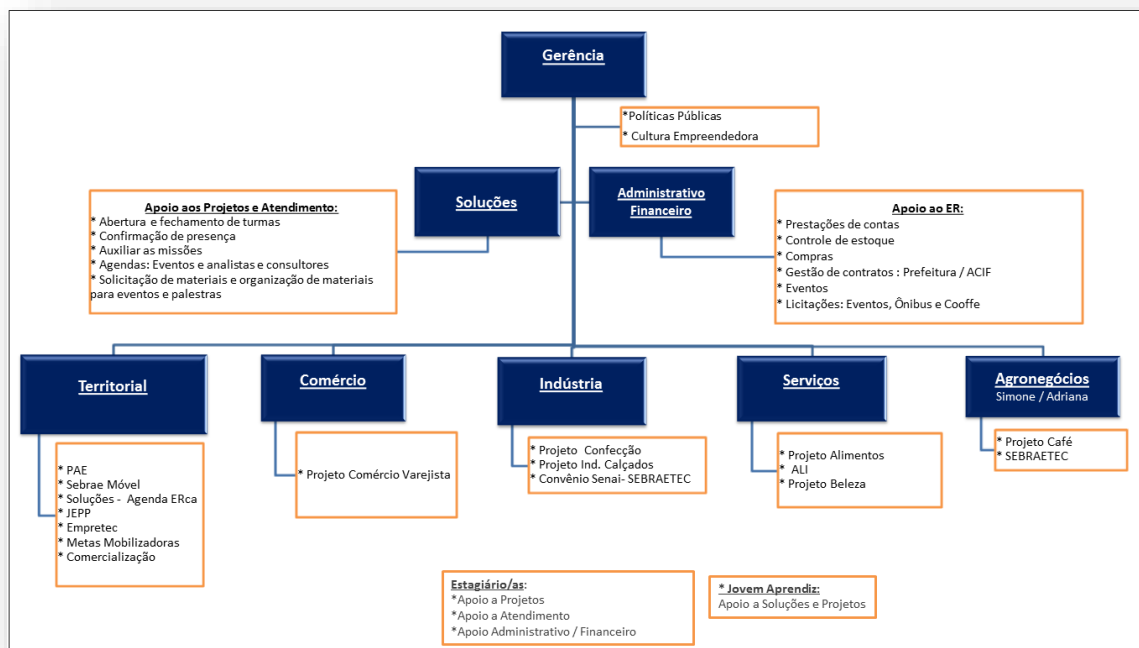 Gerência
*Políticas Públicas
* Cultura Empreendedora
Soluções
Administrativo
Financeiro
Apoio aos Projetos e Atendimento:
* Abertura e fechamento de turmas
* Confirmação de presença
* Auxiliar as missões
* Agendas: Eventos e analistas e consultores
* Solicitação de materiais e organização de materiais
para eventos e palestras
Apoio ao ER:
* Prestações de contas
* Controle de estoque
* Compras
* Gestão de contratos : Prefeitura / ACIF
* Eventos
* Licitações: Eventos, Ônibus e Cooffe
Territorial
* PAE
* Sebrae Móvel
* Soluções - Agenda ERca
* JEPP
* Empretec
* Metas Mobilizadoras
* Comercialização
Comércio
* Projeto Comércio Varejista
Indústria
* Projeto Confecção
* Projeto Ind. Calçados
* Convênio Senai- SEBRAETEC
Serviços
* Projeto Alimentos
* ALI
* Projeto Beleza
Agronegócios
Simone / Adriana
* Projeto Café
* SEBRAETEC
Estagiário/as:
*Apoio a Projetos
*Apoio a Atendimento
*Apoio Administrativo / Financeiro
* Jovem Aprendiz:
Apoio a Soluções e Projetos